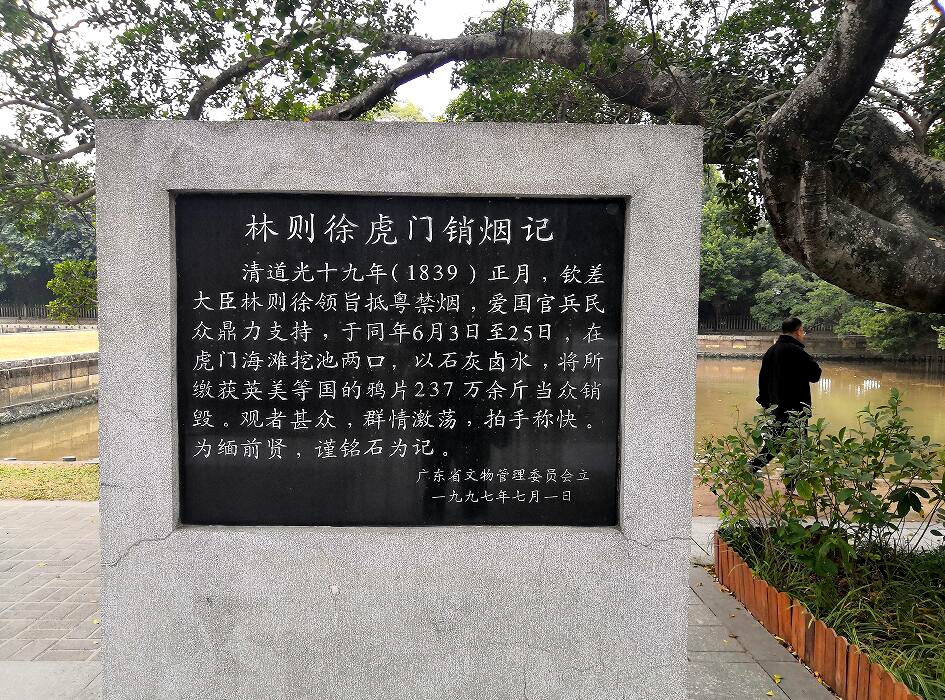 林则徐虎门销烟记
清道光十九年(1839)正月，钦差
大臣林则徐领旨抵粤禁烟，爱国官兵民
众鼎力支持，于同年6月3日至25日，在
虎门海滩挖池两口，以石灰卤水，将所
缴获英美等国的鸦片237万余斤当众销
毁。观者甚众，群情激荡，拍手称快。
为缅前贤，谨铭石为记。
广东省文物管理委员会立
一九九七年七月一日